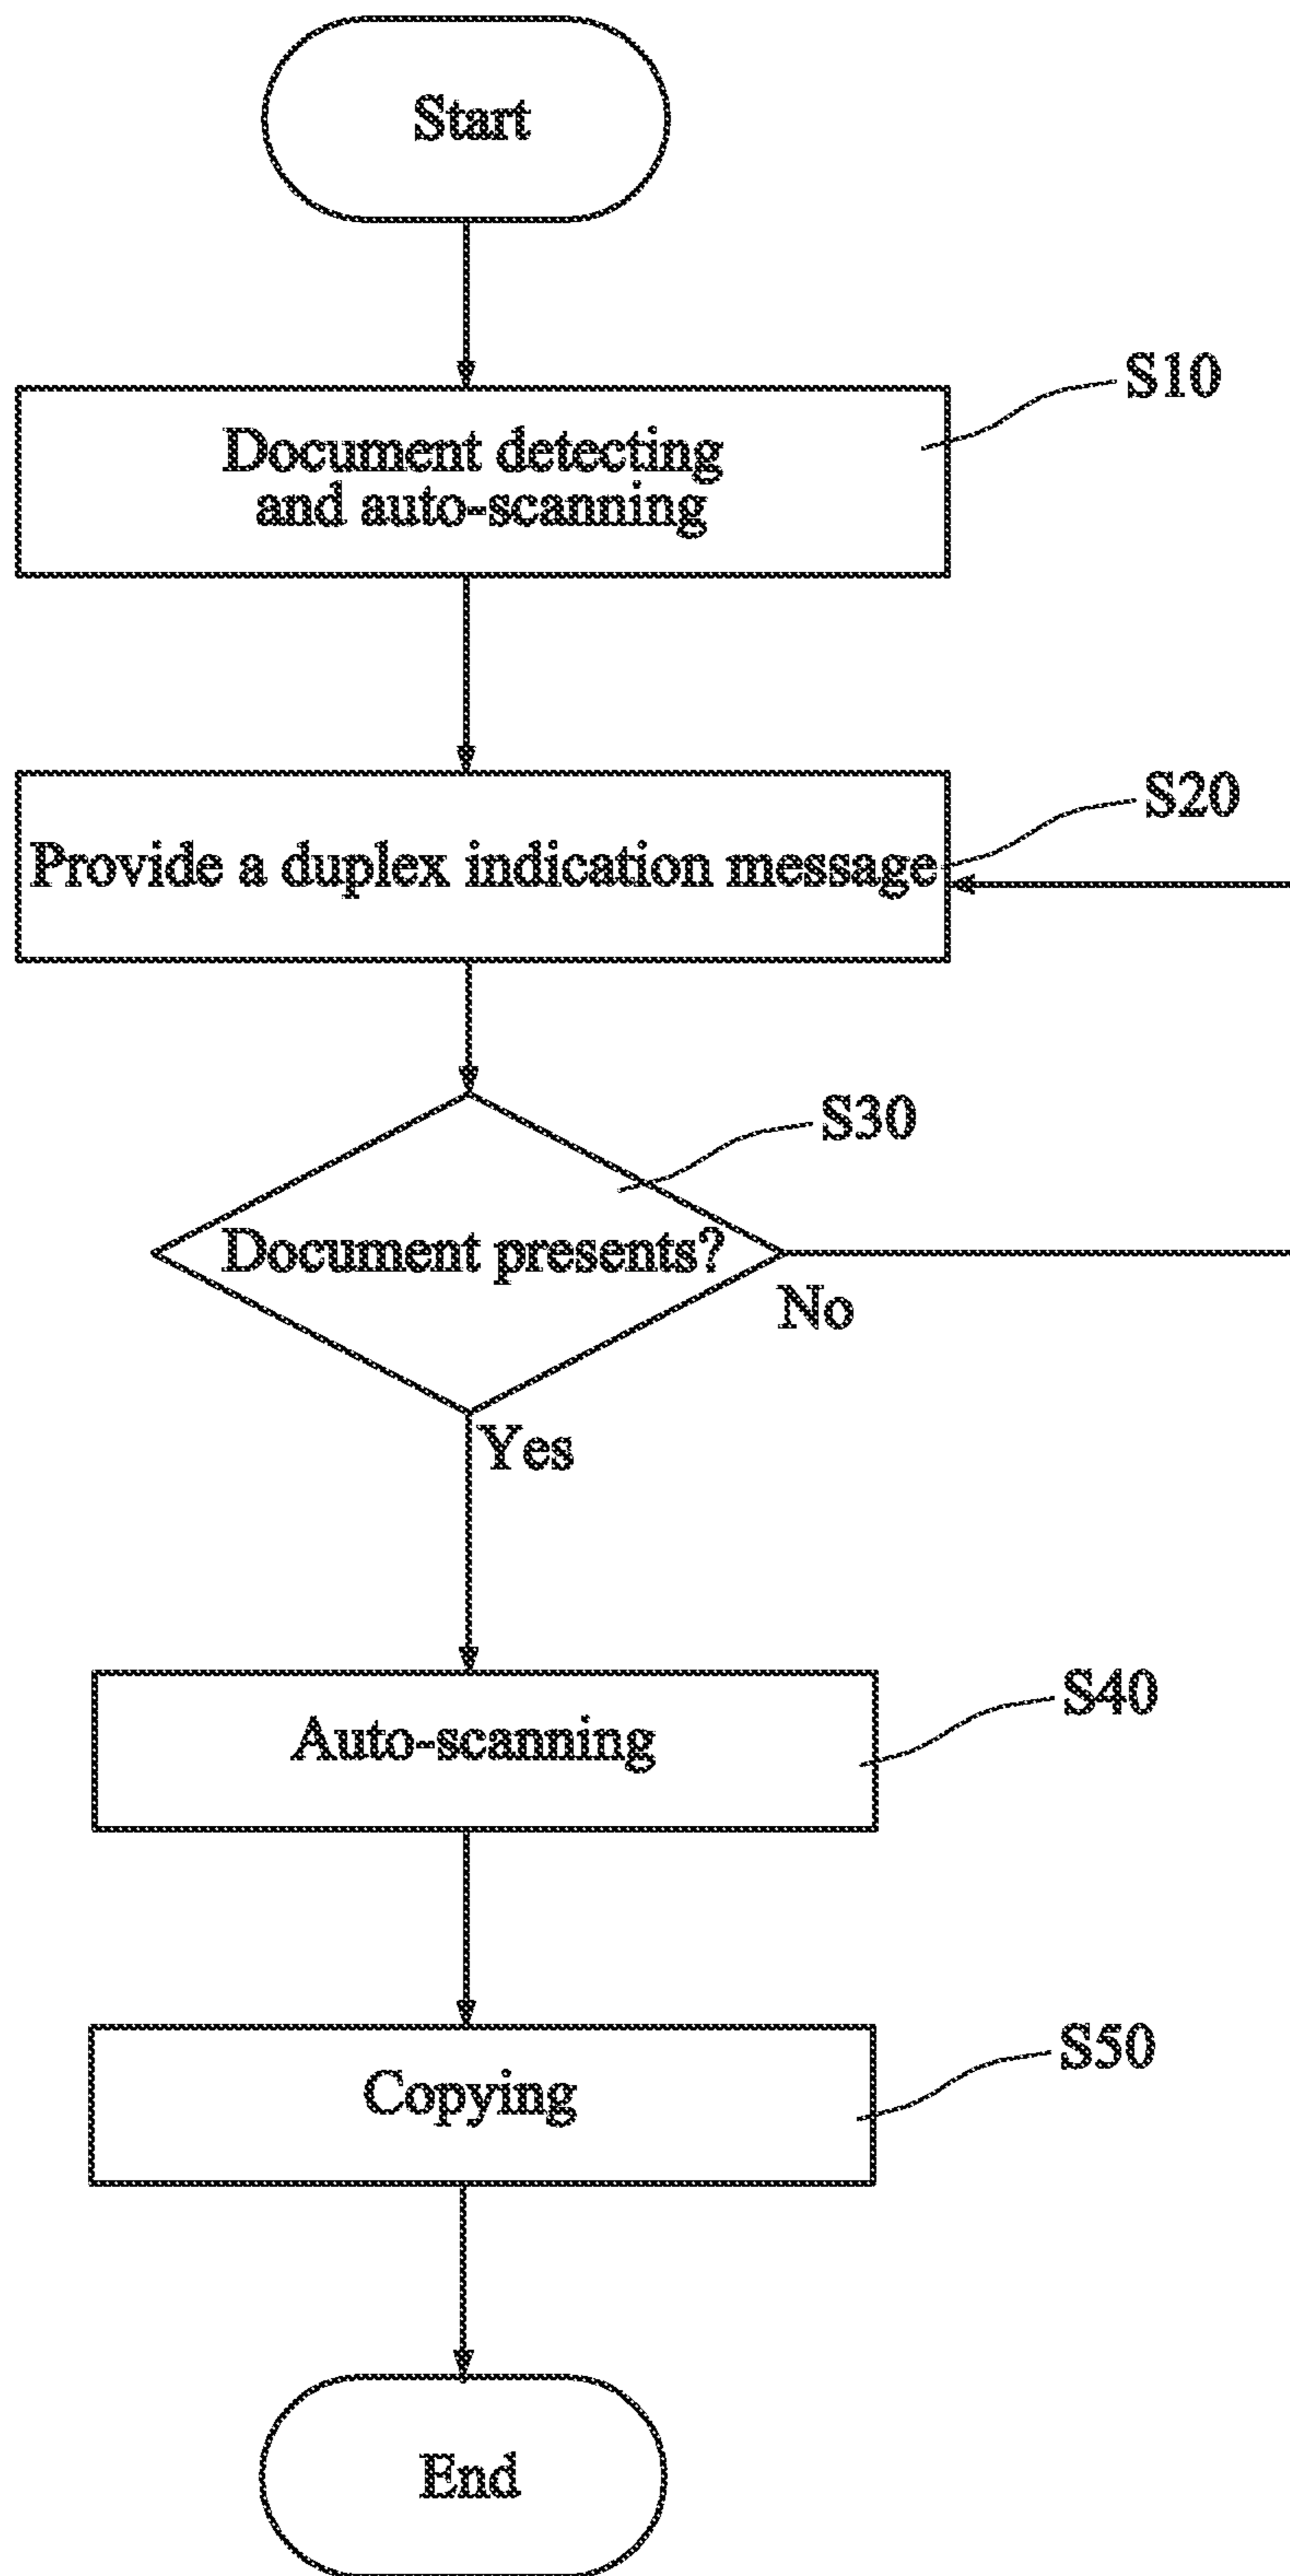 Start
S10
Document detecting
and auto-scanning
S20
Provide a duplex indication message
S30
Document presents?
No
Yes
S40
Auto-scanning
S50
Copying
End